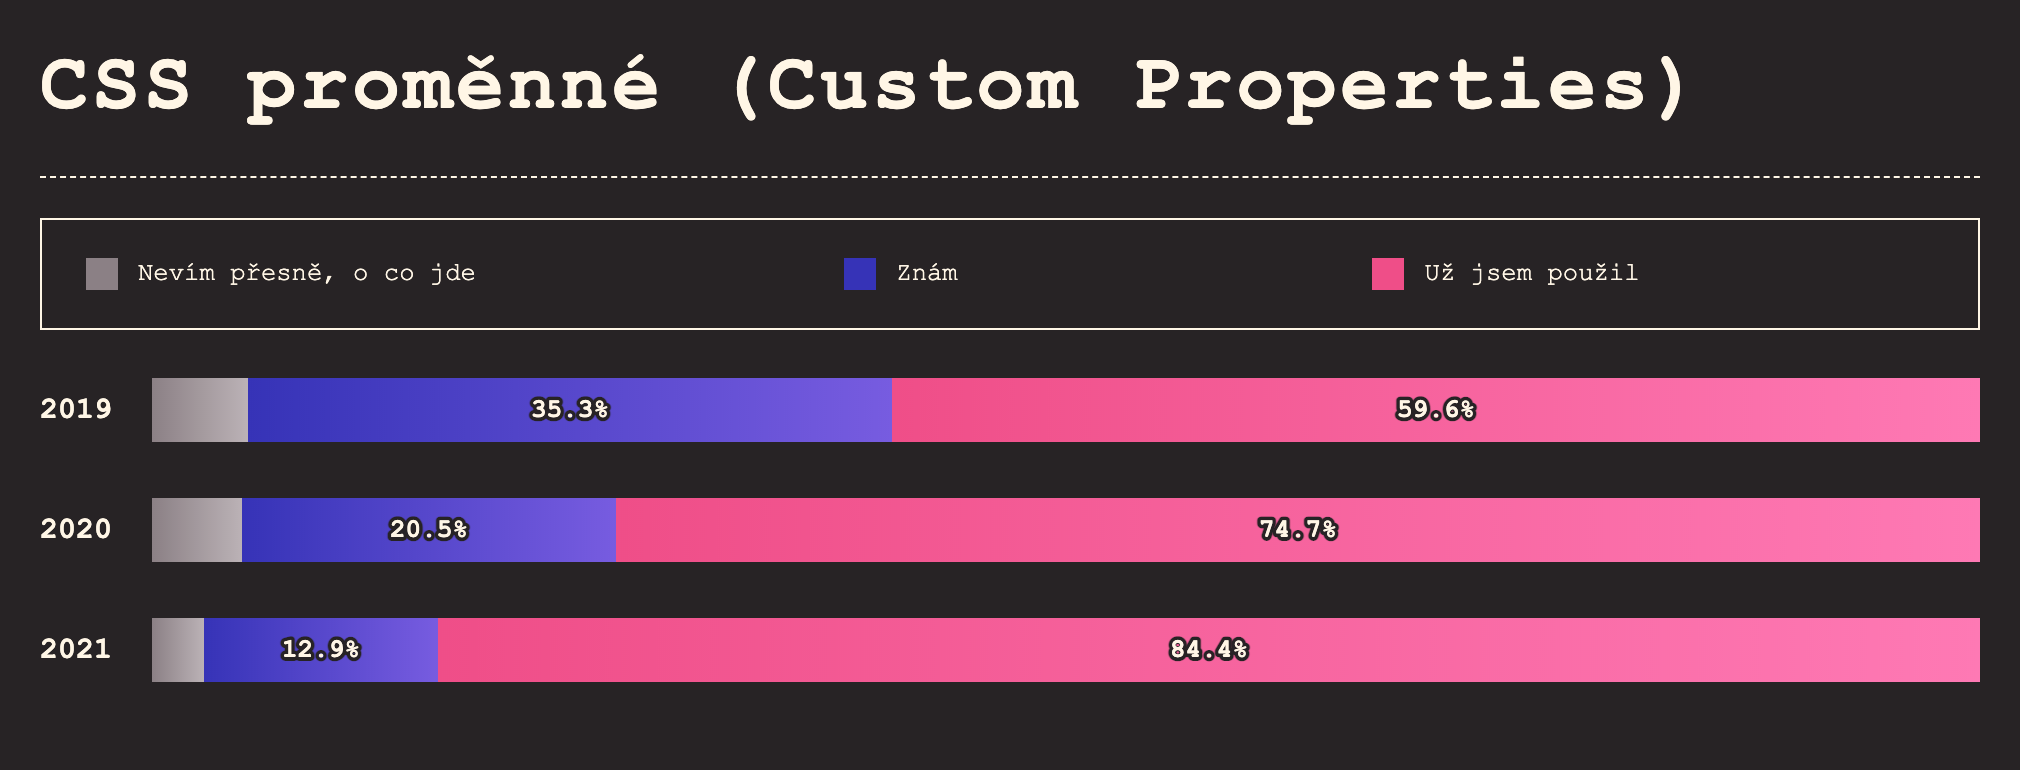 CSS proměnné (Custom Properties)
Nevím přesně, o co jde Znám Už jsem použil
2019 35.3% 59.6%
2020 20.5% 74.7%
2021 12.9% 84.4%